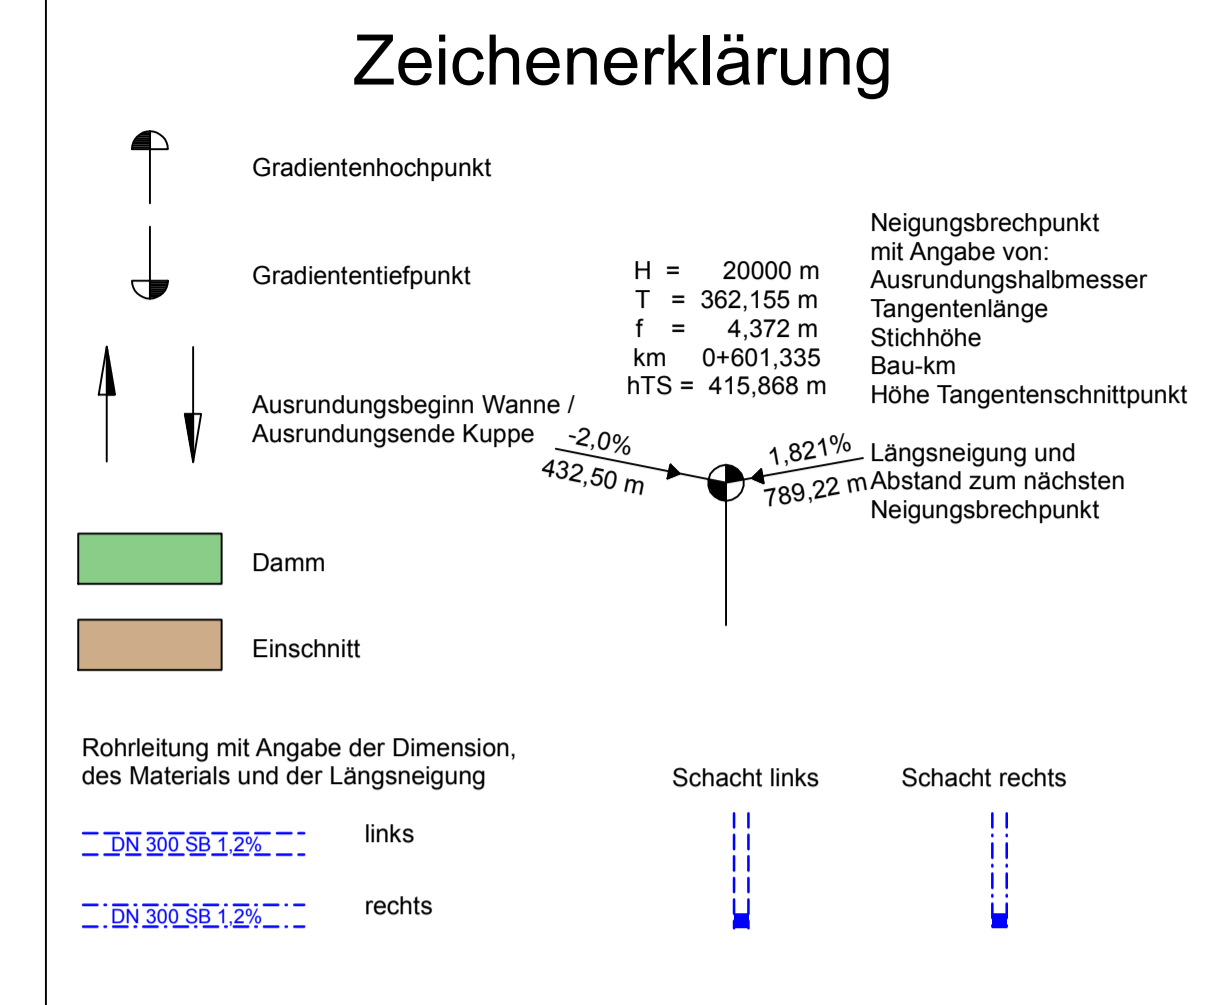 Zeichenerklärung
Gradientenhochpunkt
Gradiententiefpunkt
Ausrundungsbeginn Wanne /
Ausrundungsende Kuppe
Damm
Einschnitt
H = 20000 m
T = 362,155 m
f = 4,372 m
km 0+601,335
hTS = 415,868 m
Neigungsbrechpunkt
mit Angabe von:
Ausrundungshalbmesser
Tangentenlänge
Stichhöhe
Bau-km
Höhe Tangentenschnittpunkt
-2,0%
432,50 m
1,821%
789,22 m
Längsneigung und
Abstand zum nächsten
Neigungsbrechpunkt
Rohrleitung mit Angabe der Dimension,
des Materials und der Längsneigung
DN 300 SB 1,2%
links
DN 300 SB 1,2%
rechts
Schacht links
Schacht rechts